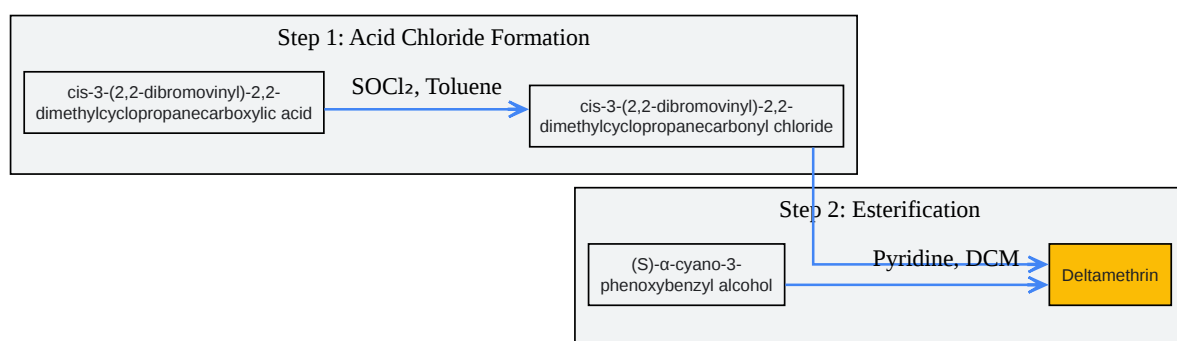 Step 1: Acid Chloride Formation
cis-3-(2,2-dibromovinyl)-2,2-
dimethylcyclopropanecarboxylic acid
SOCl₂, Toluene
cis-3-(2,2-dibromovinyl)-2,2-
dimethylcyclopropanecarbonyl chloride
Step 2: Esterification
(S)-α-cyano-3-
phenoxybenzyl alcohol
Pyridine, DCM
Deltamethrin